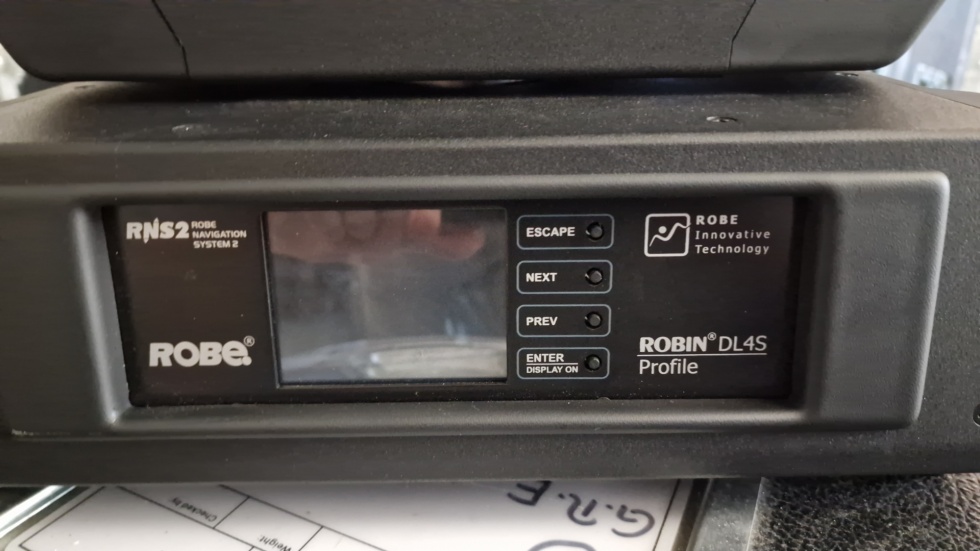 RNS2 ROBE
NAVIGATION
SYSTEM 2
ROBE®
ESCAPE
NEXT
PREV
ENTER
DISPLAY ON
ROBE
Innovative
Technology
ROBIN® DL4S
Profile
Checked by
Weight
G.R.E